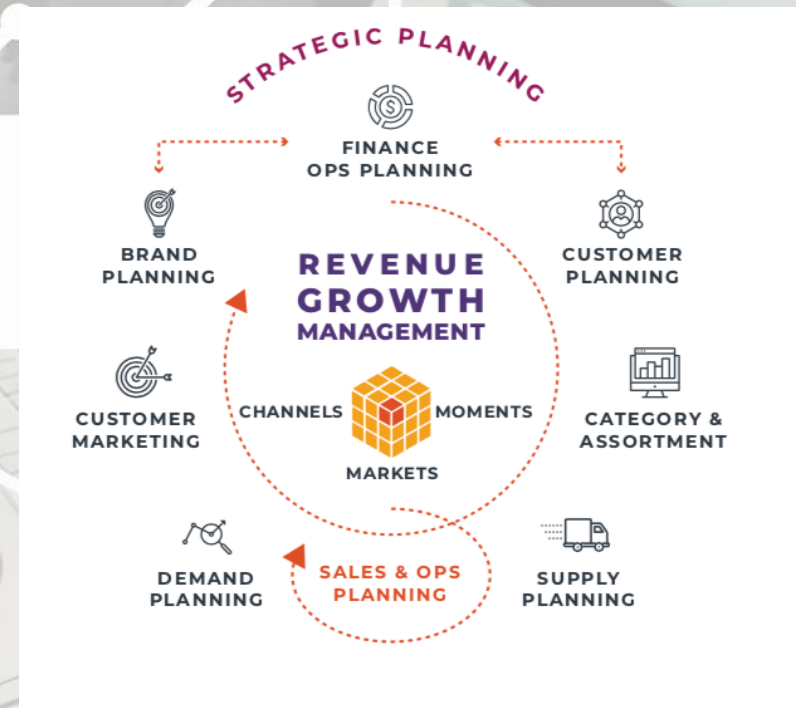 STRATEGIC PLANNING
FINANCE
OPS PLANNING
BRAND
PLANNING
CUSTOMER
PLANNING
REVENUE
GROWTH
MANAGEMENT
CHANNELS
MOMENTS
MARKETS
CUSTOMER
MARKETING
CATEGORY &
ASSORTMENT
DEMAND
PLANNING
SALES & OPS
PLANNING
SUPPLY
PLANNING